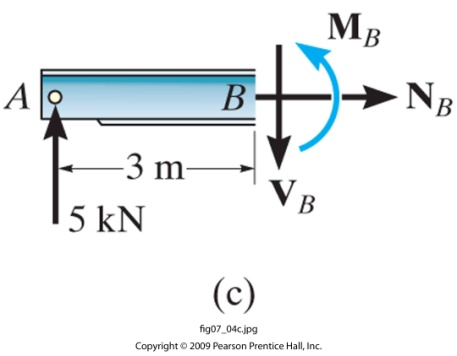 M_B
A
B
N_B
3 m
V_B
5 kN
(c)
fig07_04c.jpg
Copyright © 2009 Pearson Prentice Hall, Inc.